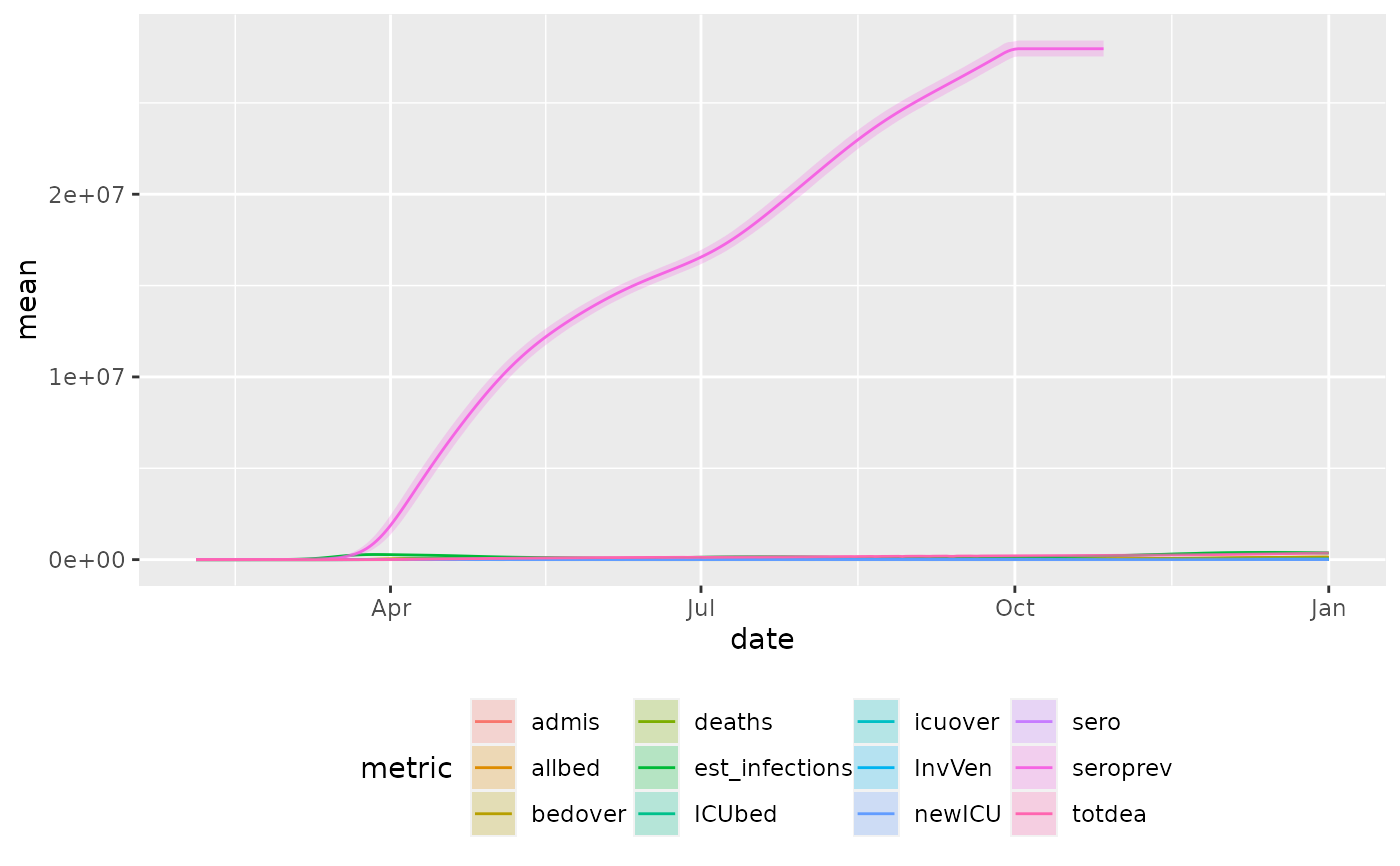 mean
2e+07
1e+07
0e+00
Apr Jul Oct Jan
date
metric
admis deaths icuover sero
allbed est_infections InvVen seroprev
bedover ICUbed newICU totdea